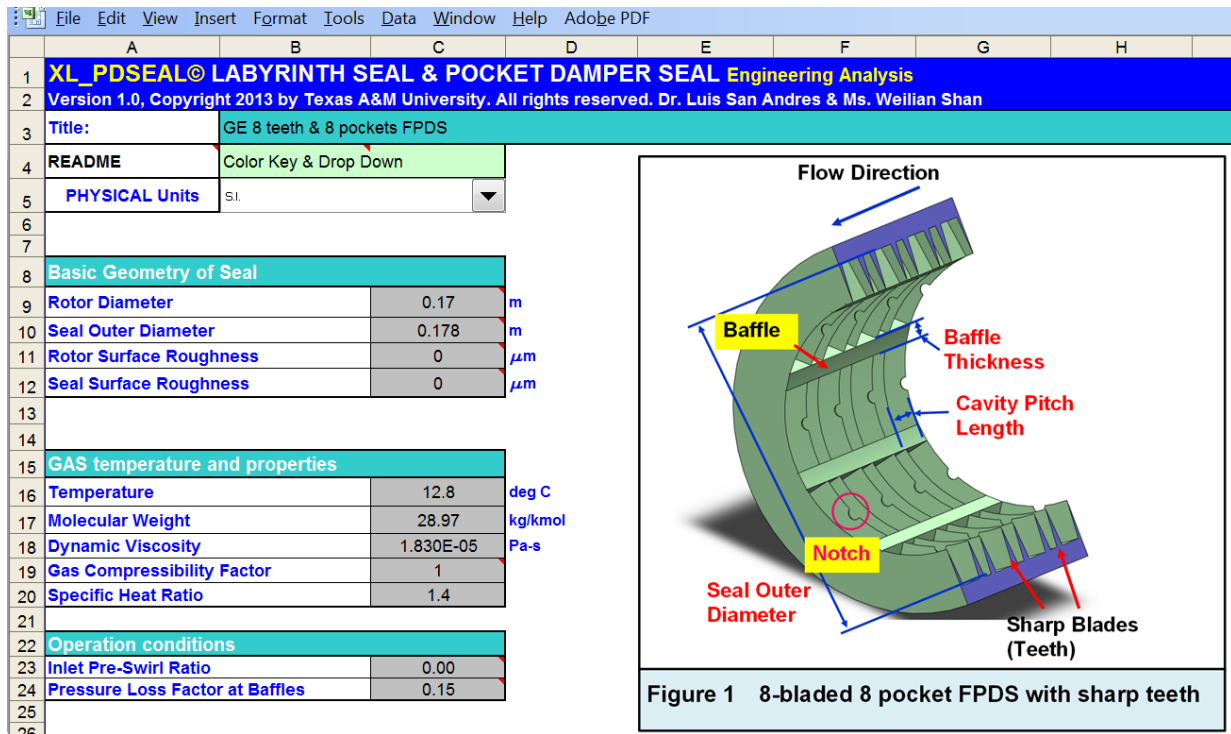 File Edit View Insert Format Tools Data Window Help Adobe PDF
A B C D E F G H
1 XL_PDSEAL© LABYRINTH SEAL & POCKET DAMPER SEAL Engineering Analysis
2 Version 1.0, Copyright 2013 by Texas A&M University. All rights reserved. Dr. Luis San Andres & Ms. Weilian Shan
3 Title: GE 8 teeth & 8 pockets FPDS
4 README Color Key & Drop Down
5 PHYSICAL Units S.I.
6
7
8 Basic Geometry of Seal
9 Rotor Diameter 0.17 m
10 Seal Outer Diameter 0.178 m
11 Rotor Surface Roughness 0 μm
12 Seal Surface Roughness 0 μm
13
14
15 GAS temperature and properties
16 Temperature 12.8 deg C
17 Molecular Weight 28.97 kg/kmol
18 Dynamic Viscosity 1.830E-05 Pa-s
19 Gas Compressibility Factor 1
20 Specific Heat Ratio 1.4
21
22 Operation conditions
23 Inlet Pre-Swirl Ratio 0.00
24 Pressure Loss Factor at Baffles 0.15
25
26
Flow Direction
Baffle
Baffle
Thickness
Cavity Pitch
Length
Notch
Seal Outer
Diameter
Sharp Blades
(Teeth)
Figure 1 8-bladed 8 pocket FPDS with sharp teeth